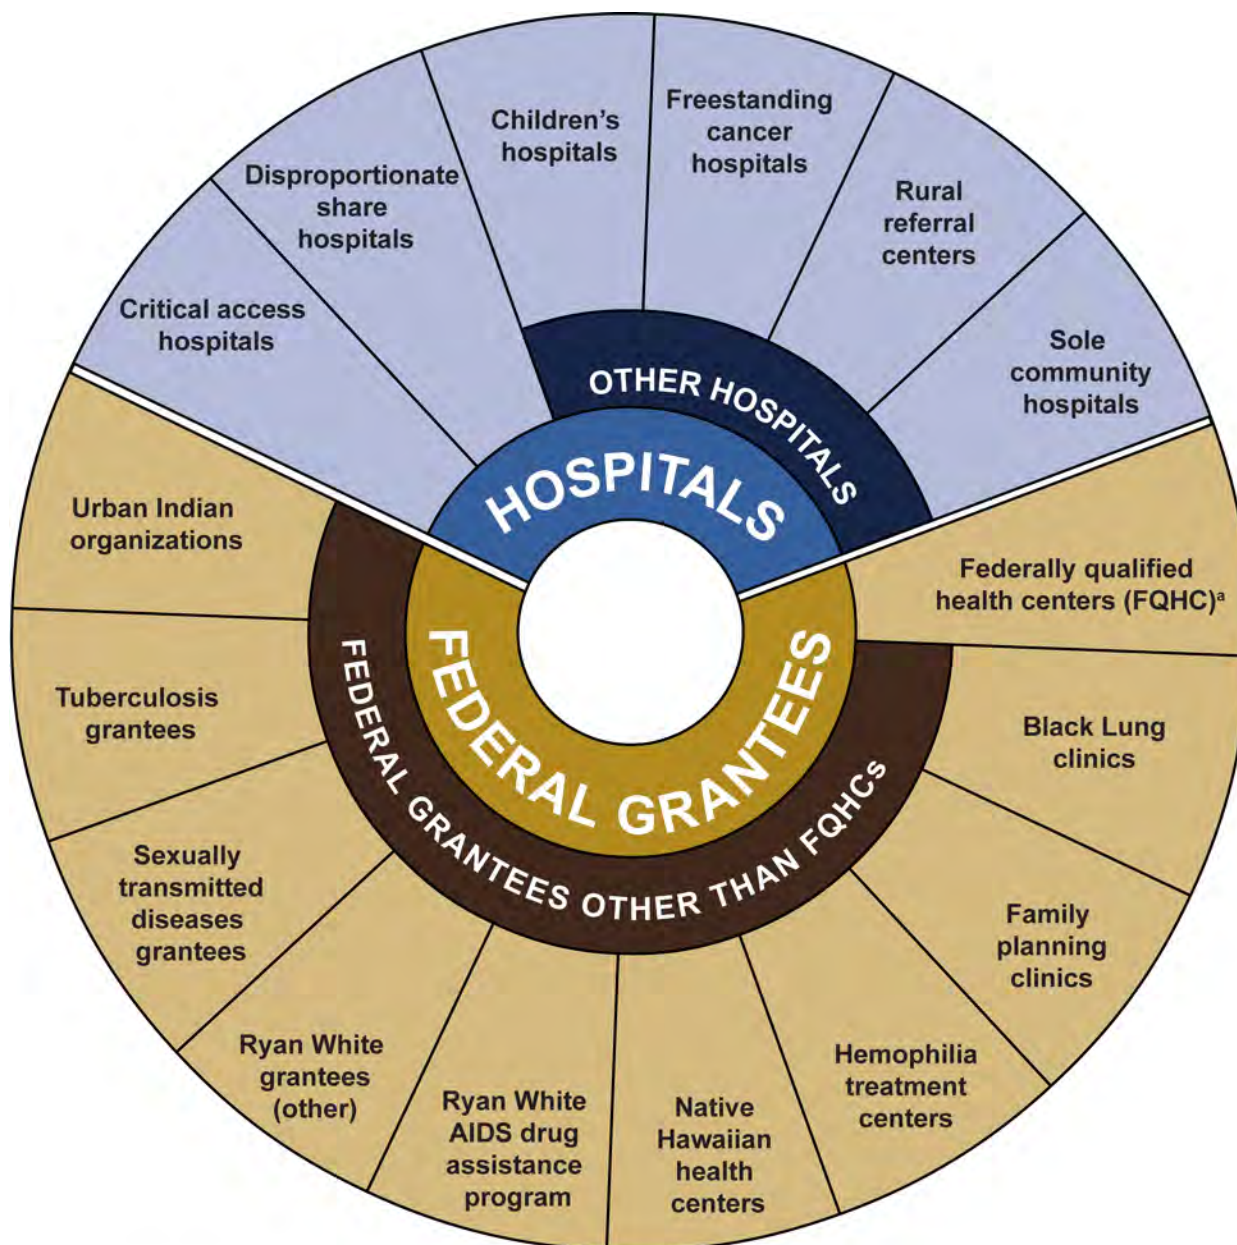 Children's
hospitals
Freestanding
cancer
hospitals
Disproportionate
share
hospitals
Rural
referral
centers
Critical access
hospitals
Sole
community
hospitals
OTHER HOSPITALS
HOSPITALS
Urban Indian
organizations
Federally qualified
health centers (FQHC)ᵃ
FEDERAL GRANTEES
FEDERAL GRANTEES OTHER THAN FQHCs
Tuberculosis
grantees
Black Lung
clinics
Sexually
transmitted
diseases
grantees
Family
planning
clinics
Ryan White
grantees
(other)
Ryan White
AIDS drug
assistance
program
Native
Hawaiian
health
centers
Hemophilia
treatment
centers